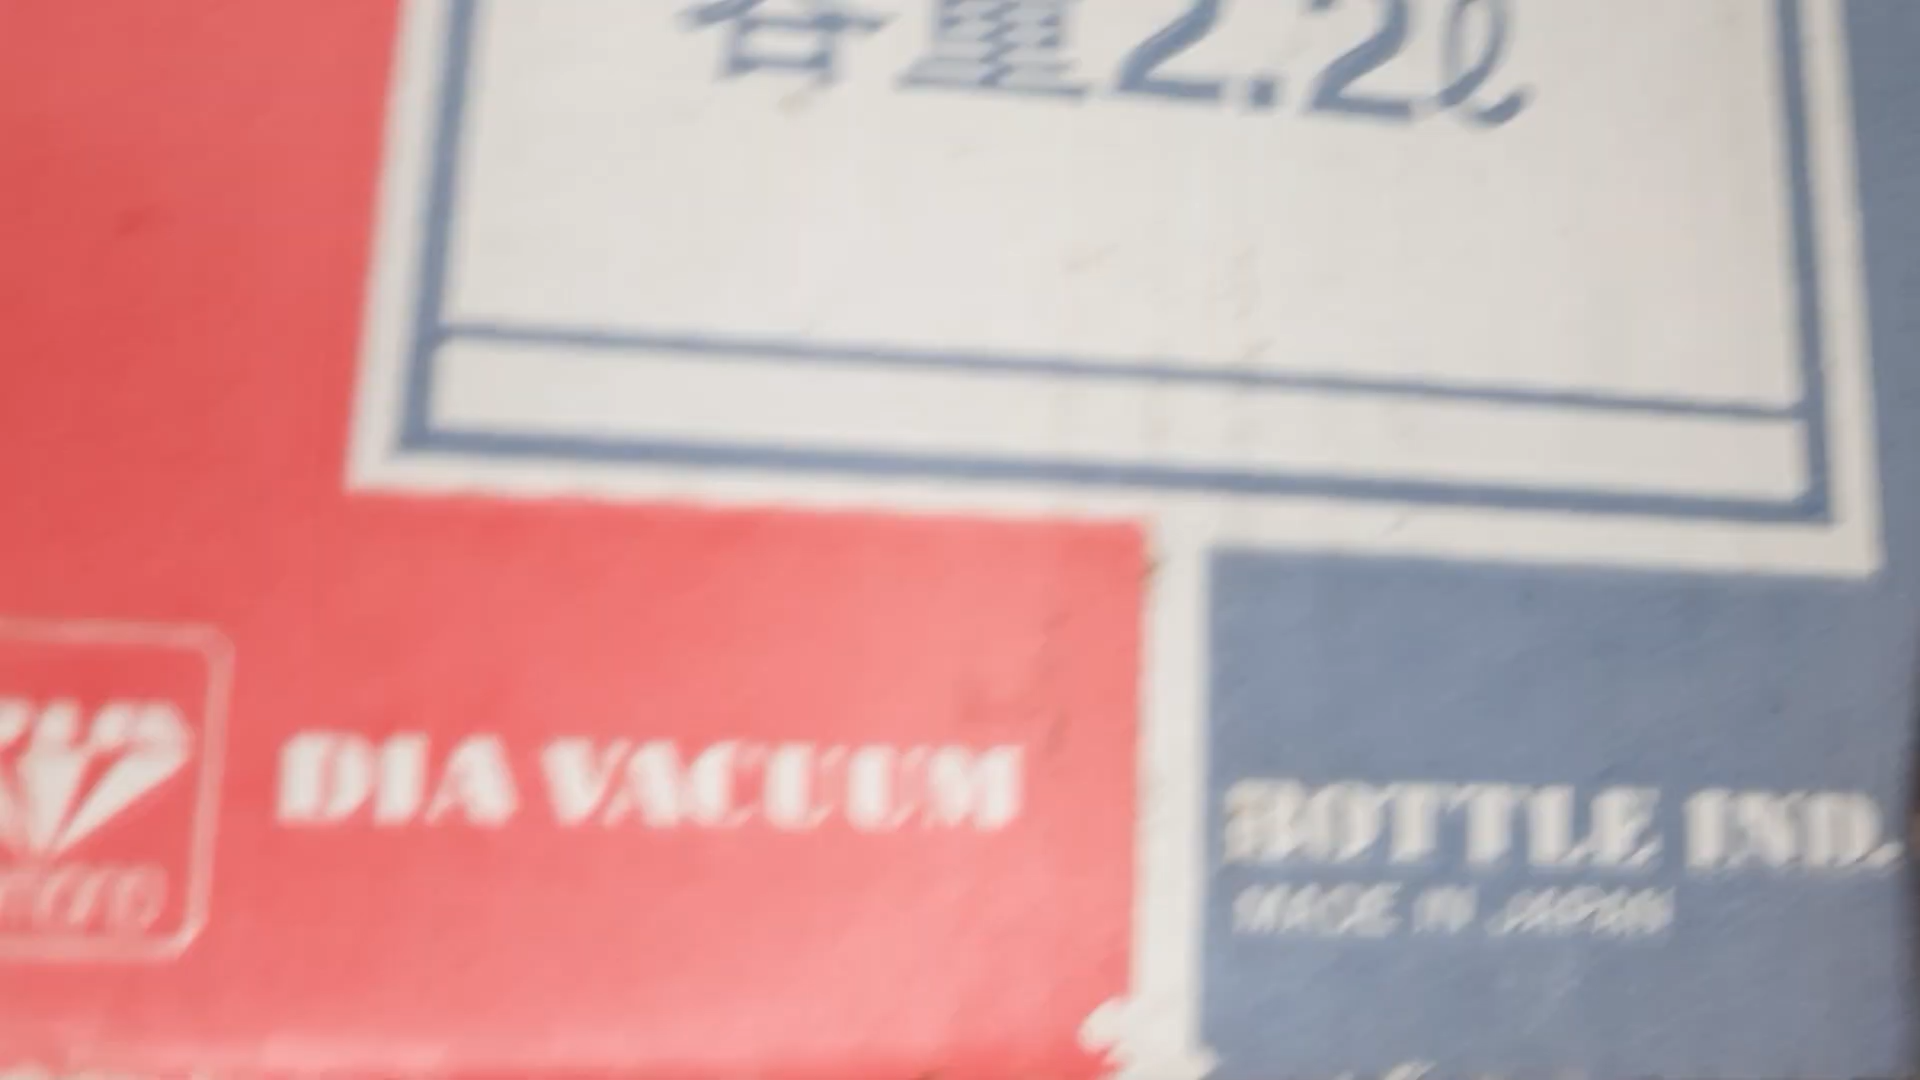 容量2.2ℓ
DIA VACUUM BOTTLE IND.
MADE IN JAPAN